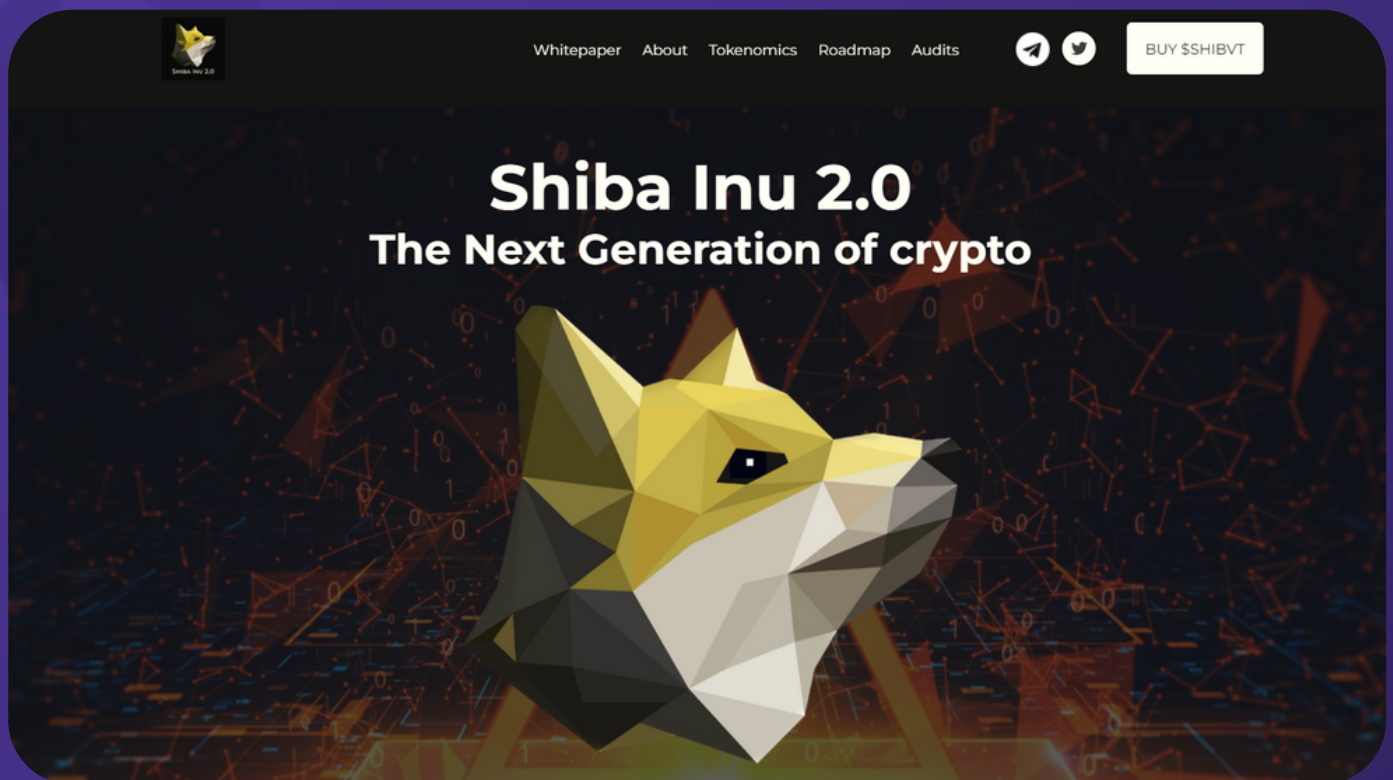 SHIBA INU 2.0
Whitepaper About Tokenomics Roadmap Audits BUY $SHIBVT
Shiba Inu 2.0
The Next Generation of crypto